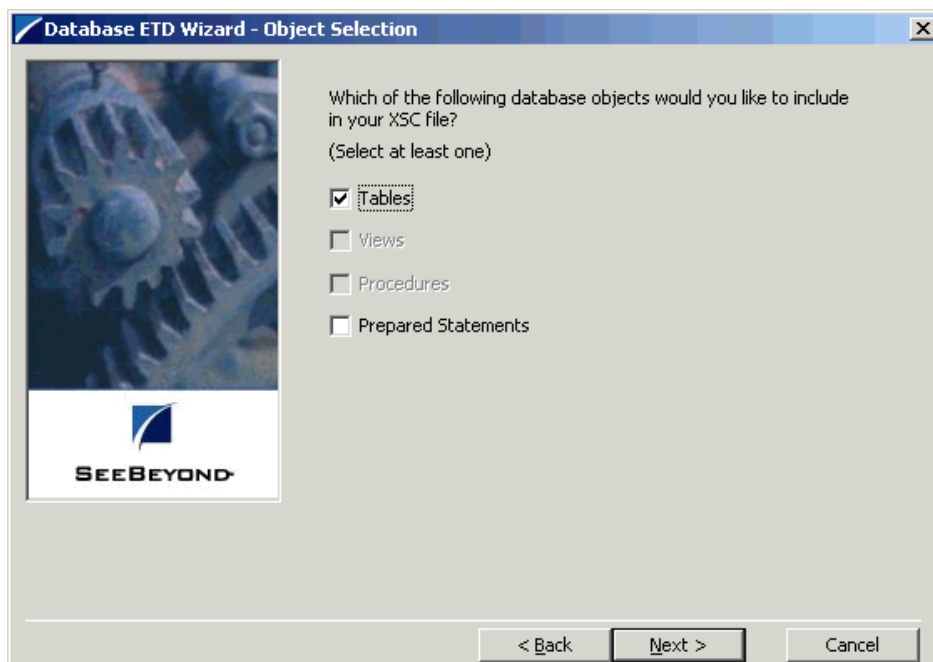 Database ETD Wizard - Object Selection
Which of the following database objects would you like to include
in your XSC file?
(Select at least one)
Tables
Views
Procedures
Prepared Statements
SEEBEYOND
< Back
Next >
Cancel